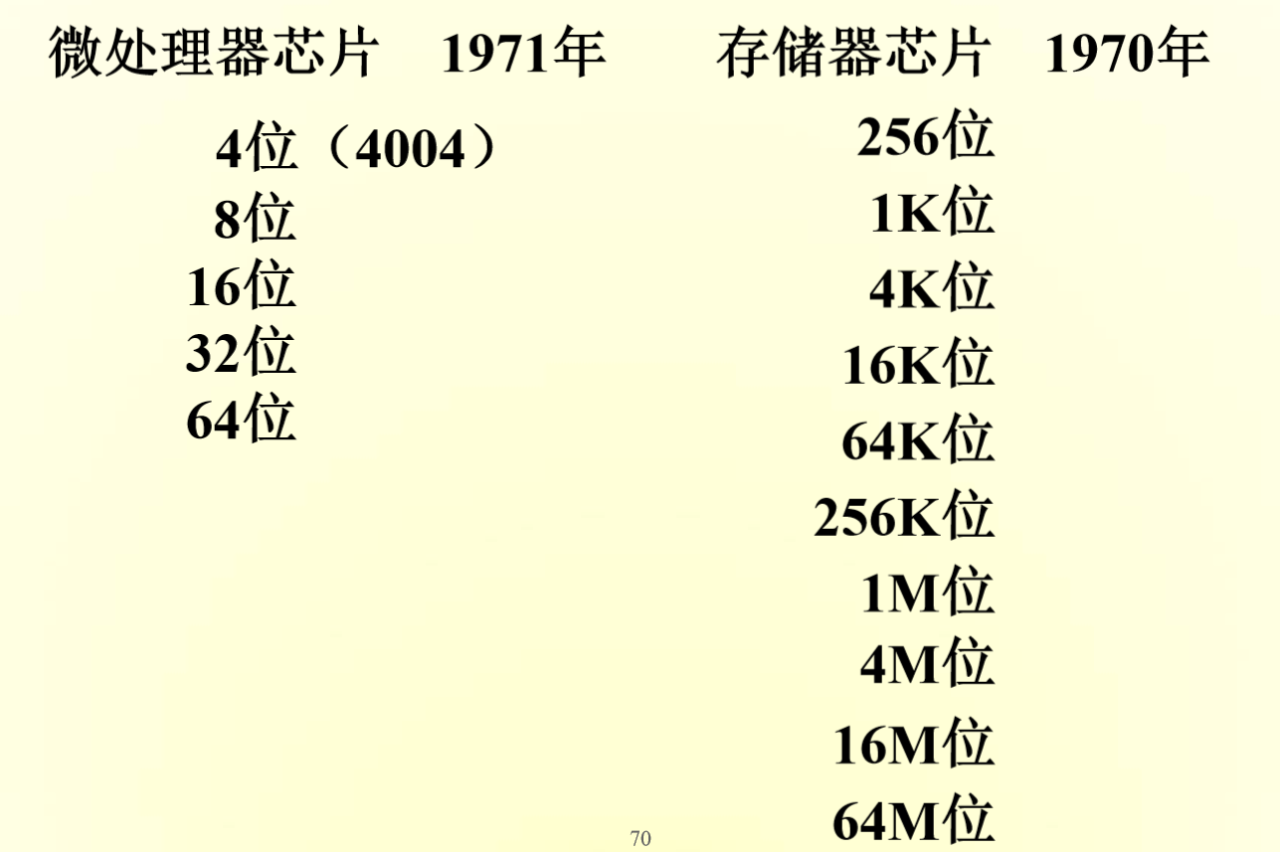 微处理器芯片 1971年
4位（4004）
8位
16位
32位
64位
存储器芯片 1970年
256位
1K位
4K位
16K位
64K位
256K位
1M位
4M位
16M位
64M位
70